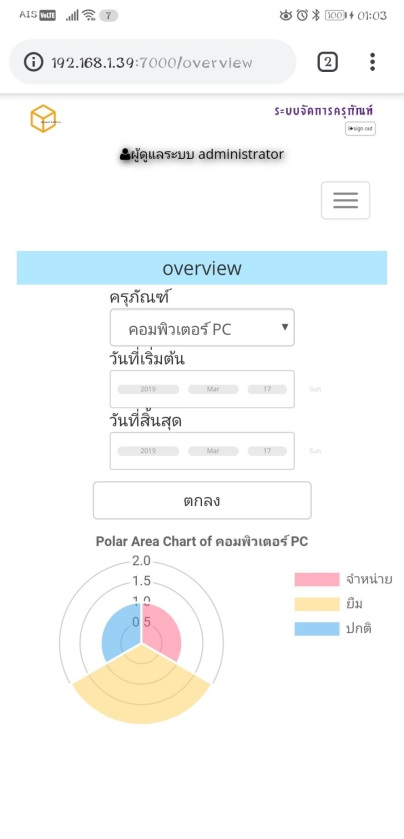 AIS VoLTE 7 100 01:03
192.168.1.39:7000/overview 2
ระบบจัดการครุภัณฑ์
sign out
ผู้ดูแลระบบ administrator
overview
ครุภัณฑ์
คอมพิวเตอร์ PC
วันที่เริ่มต้น
2019 Mar 17 Sun
วันที่สิ้นสุด
2019 Mar 17 Sun
ตกลง
Polar Area Chart of คอมพิวเตอร์ PC
2.0
1.5
1.0
0.5
จำหน่าย
ยืม
ปกติ